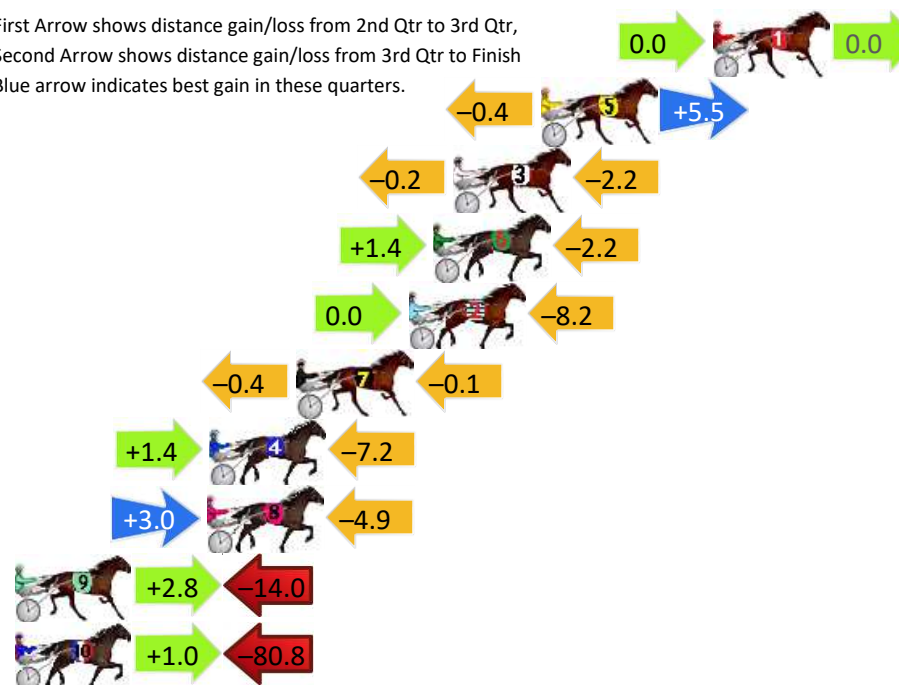 First Arrow shows distance gain/loss from 2nd Qtr to 3rd Qtr,
Second Arrow shows distance gain/loss from 3rd Qtr to Finish
Blue arrow indicates best gain in these quarters.
0.0 1 0.0
–0.4 5 +5.5
–0.2 3 –2.2
+1.4 6 –2.2
0.0 2 –8.2
–0.4 7 –0.1
+1.4 4 –7.2
+3.0 8 –4.9
9 +2.8 –14.0
10 +1.0 –80.8